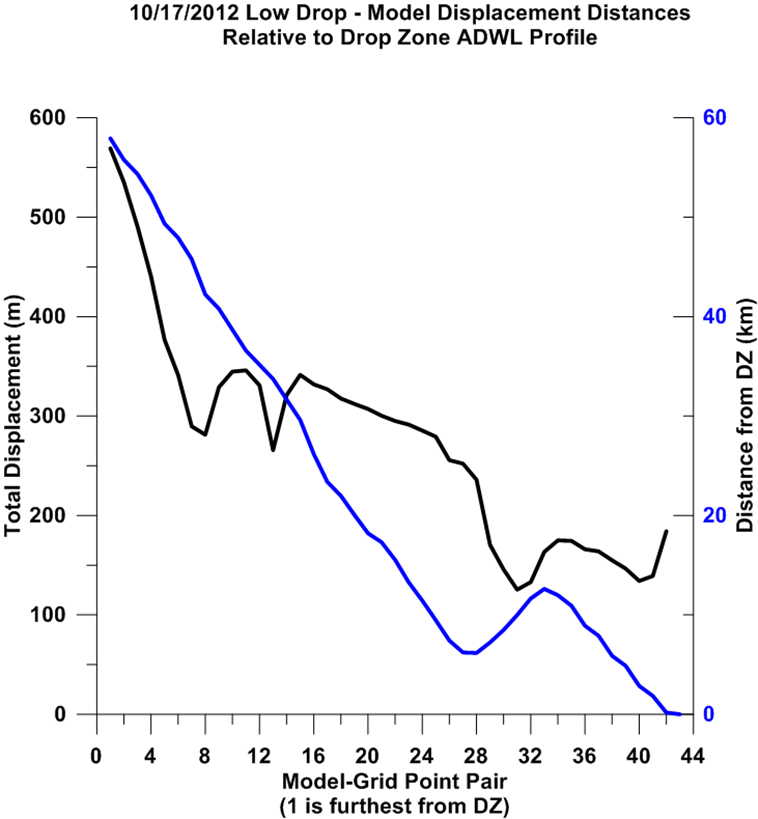 10/17/2012 Low Drop - Model Displacement Distances
Relative to Drop Zone ADWL Profile
600
500
400
300
200
100
0
Total Displacement (m)
60
40
20
0
Distance from DZ (km)
0 4 8 12 16 20 24 28 32 36 40 44
Model-Grid Point Pair
(1 is furthest from DZ)